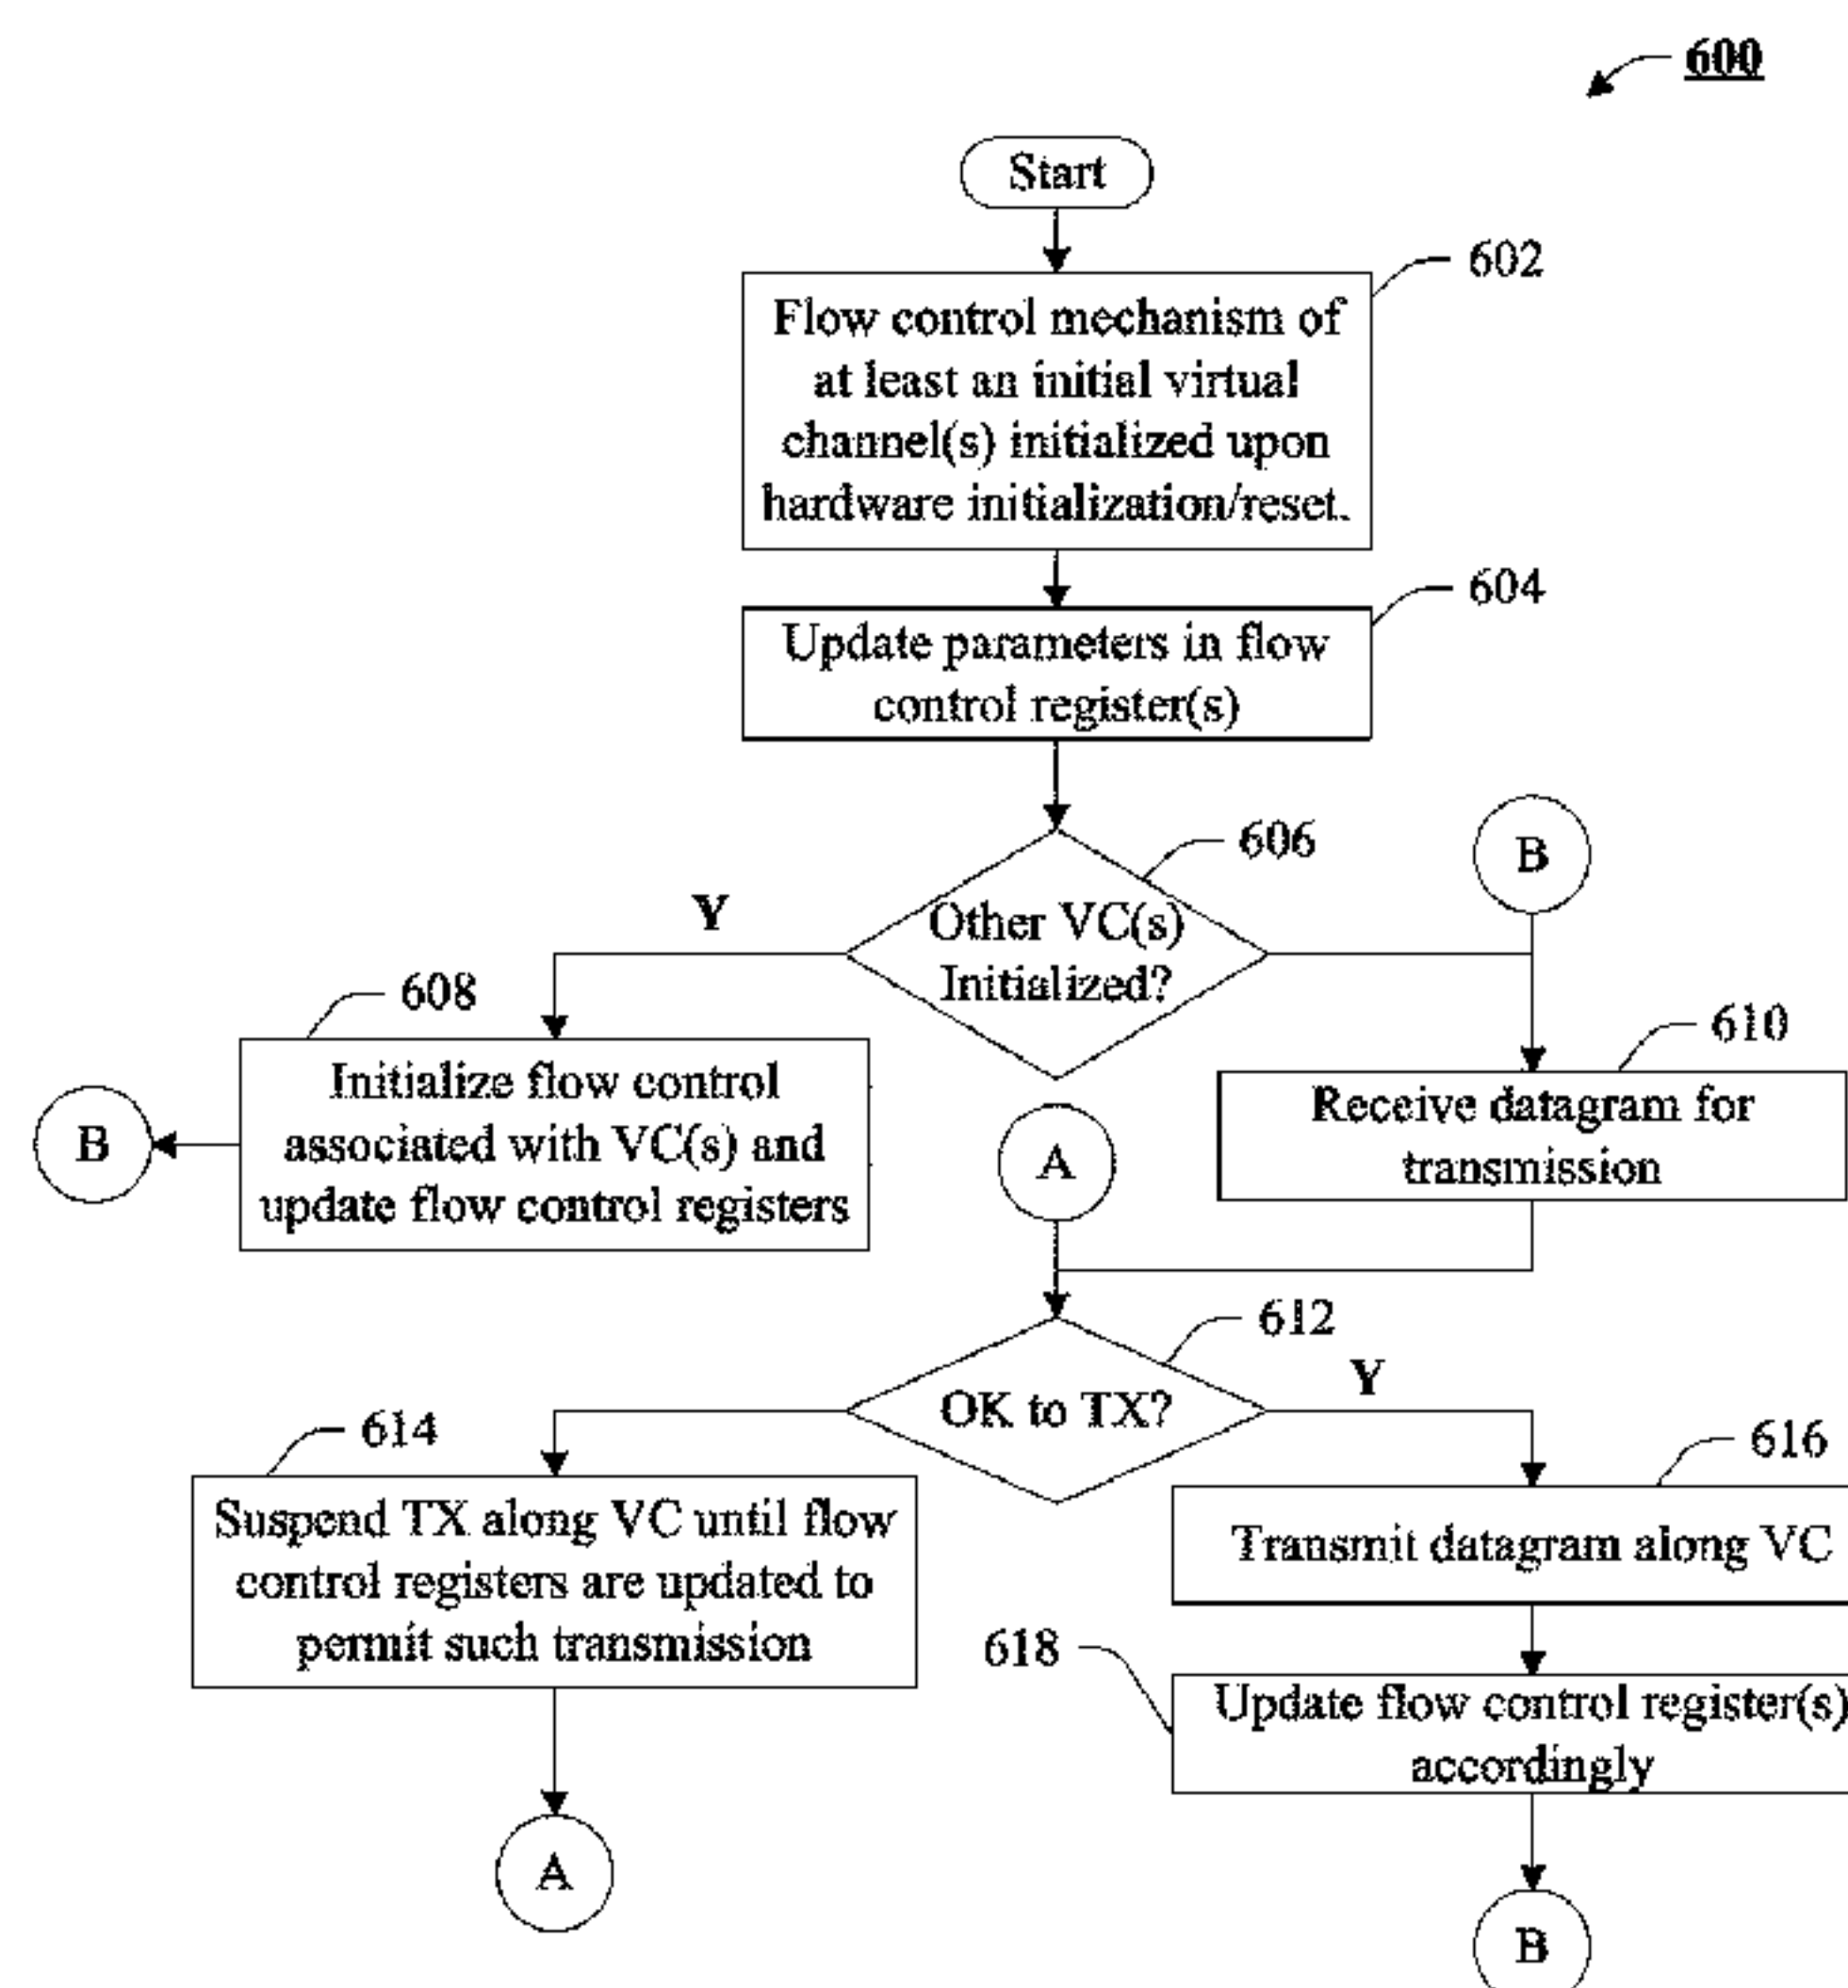 600
Start
602
Flow control mechanism of
at least an initial virtual
channel(s) initialized upon
hardware initialization/reset.
604
Update parameters in flow
control register(s)
606
B
Y
Other VC(s)
Initialized?
608
610
Initialize flow control
associated with VC(s) and
update flow control registers
B
A
Receive datagram for
transmission
612
OK to TX?
Y
614
616
Suspend TX along VC until flow
control registers are updated to
permit such transmission
Transmit datagram along VC
618
Update flow control register(s)
accordingly
A
B